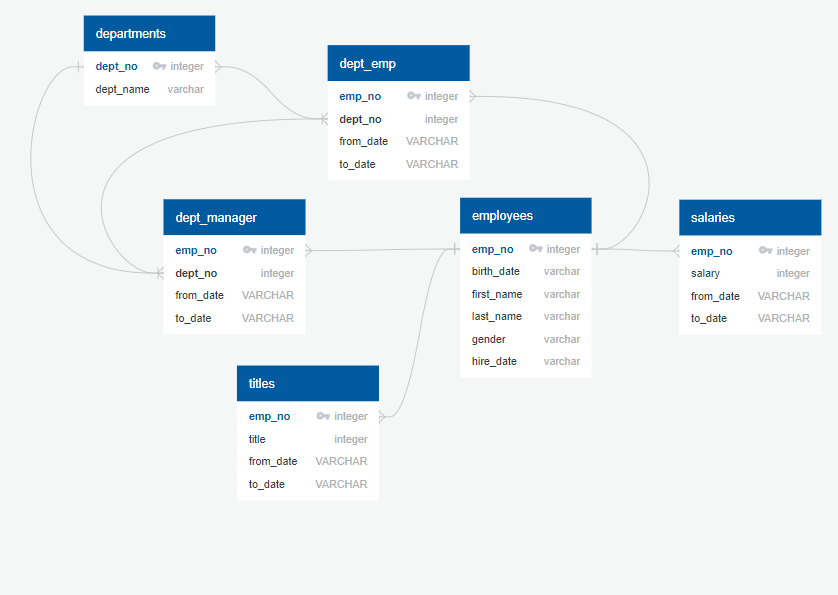 departments
dept_no integer
dept_name varchar
dept_emp
emp_no integer
dept_no integer
from_date VARCHAR
to_date VARCHAR
dept_manager
emp_no integer
dept_no integer
from_date VARCHAR
to_date VARCHAR
employees
emp_no integer
birth_date varchar
first_name varchar
last_name varchar
gender varchar
hire_date varchar
salaries
emp_no integer
salary integer
from_date VARCHAR
to_date VARCHAR
titles
emp_no integer
title integer
from_date VARCHAR
to_date VARCHAR